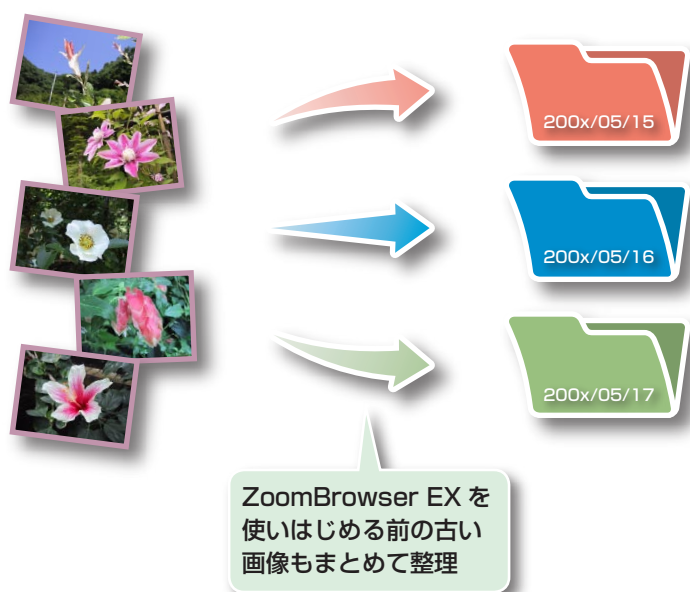 200x/05/15
200x/05/16
200x/05/17
ZoomBrowser EX を
使いはじめる前の古い
画像もまとめて整理